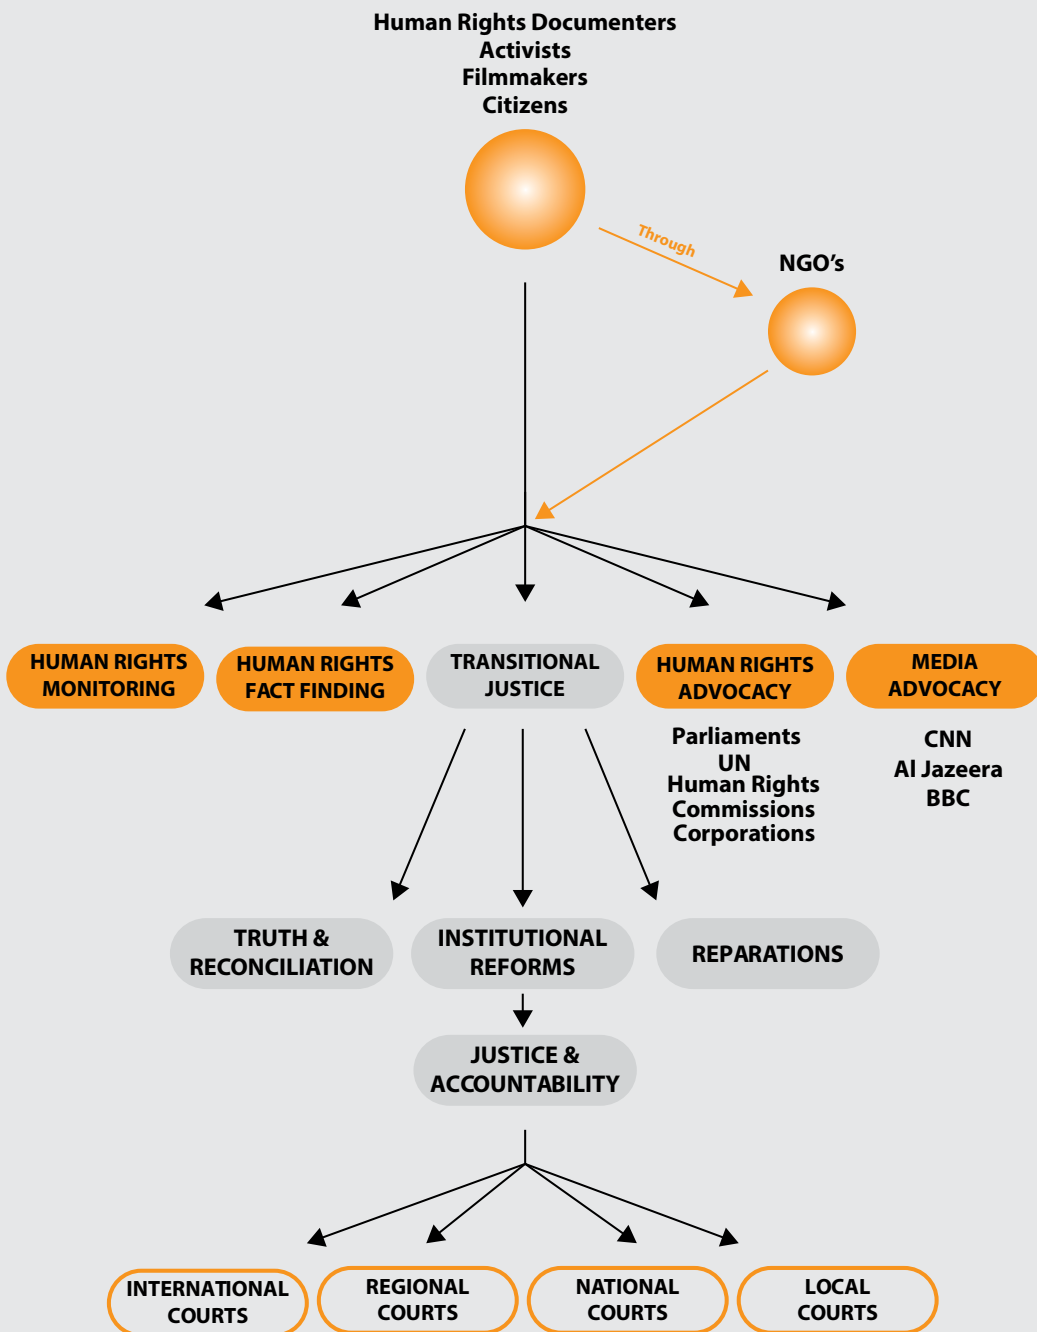 Human Rights Documenters
Activists
Filmmakers
Citizens
Through
NGO's
HUMAN RIGHTS
MONITORING
HUMAN RIGHTS
FACT FINDING
TRANSITIONAL
JUSTICE
HUMAN RIGHTS
ADVOCACY
MEDIA
ADVOCACY
Parliaments
UN
Human Rights
Commissions
Corporations
CNN
Al Jazeera
BBC
TRUTH &
RECONCILIATION
INSTITUTIONAL
REFORMS
REPARATIONS
JUSTICE &
ACCOUNTABILITY
INTERNATIONAL
COURTS
REGIONAL
COURTS
NATIONAL
COURTS
LOCAL
COURTS